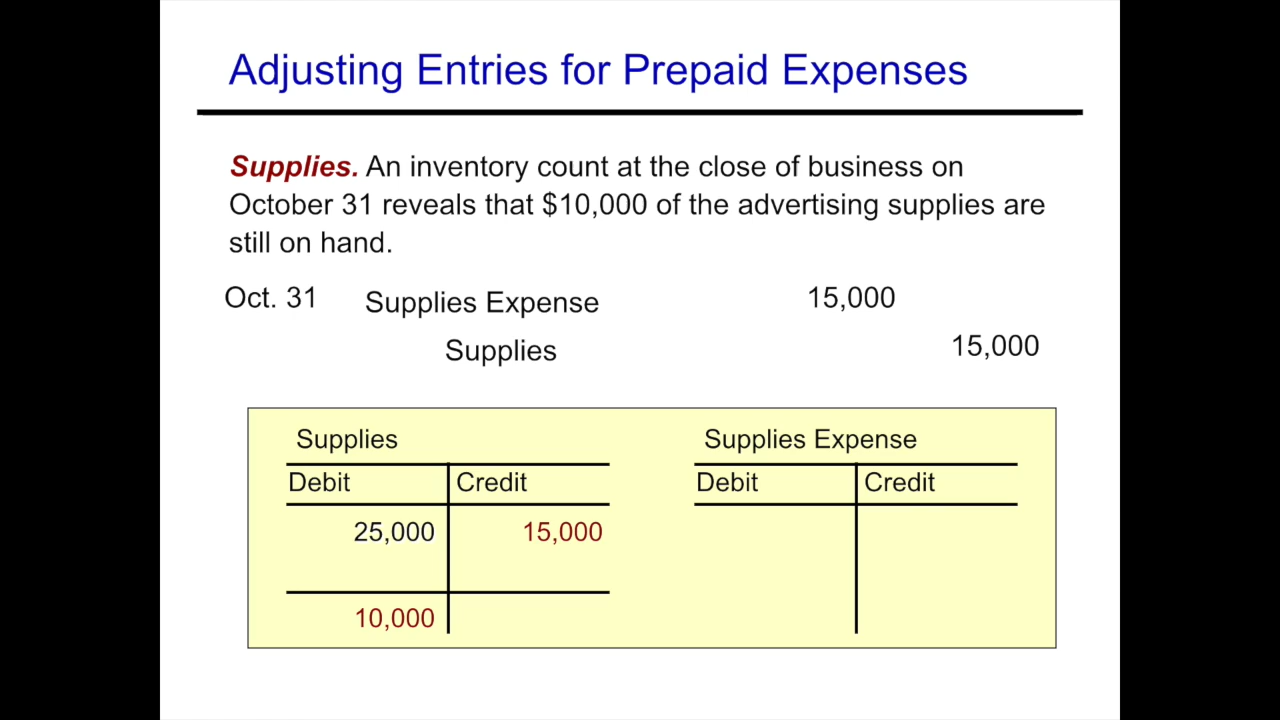 Adjusting Entries for Prepaid Expenses
Supplies. An inventory count at the close of business on
October 31 reveals that $10,000 of the advertising supplies are
still on hand.
Oct. 31 Supplies Expense 15,000
Supplies 15,000
Supplies Supplies Expense
Debit Credit Debit Credit
25,000 15,000
10,000